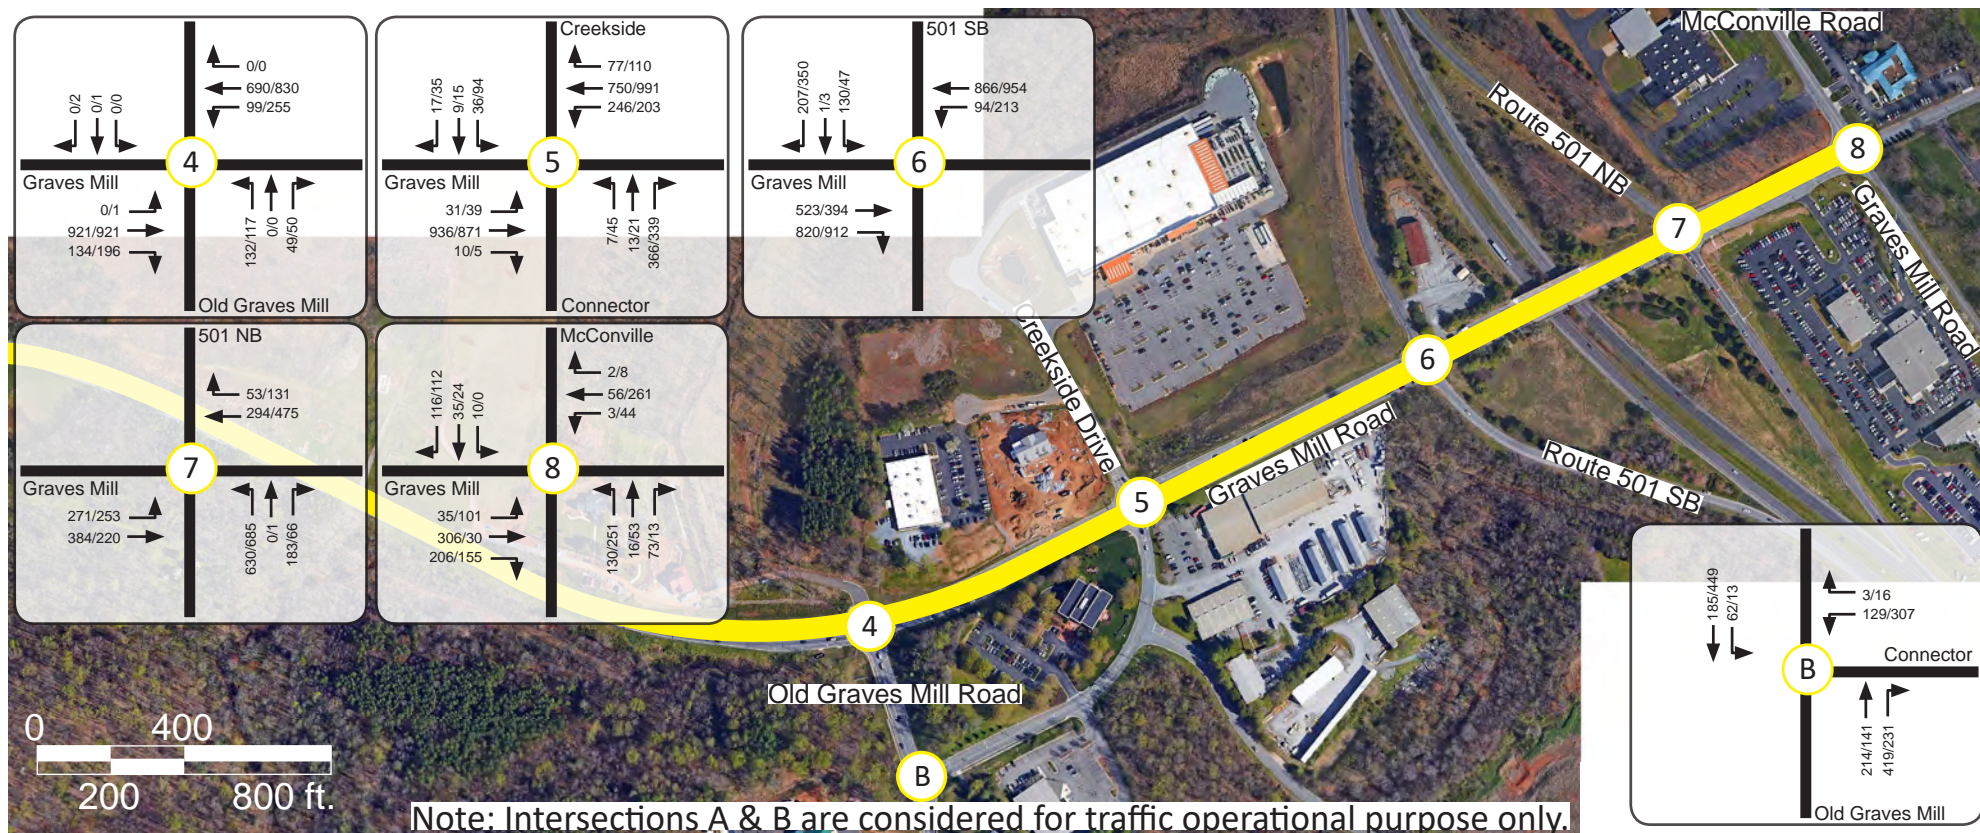 0/0
690/830
99/255
0/2
0/1
0/0
4
Graves Mill
0/1
921/921
134/196
132/117
0/0
49/50
Old Graves Mill
Creekside
77/110
750/991
246/203
17/35
9/15
36/94
5
Graves Mill
31/39
936/871
10/5
7/45
13/21
366/339
Connector
501 SB
866/954
94/213
207/350
1/3
130/47
6
Graves Mill
523/394
820/912
501 NB
53/131
294/475
7
Graves Mill
271/253
384/220
630/685
0/1
183/66
McConville
2/8
56/261
3/44
116/112
35/24
10/0
8
Graves Mill
35/101
306/30
206/155
130/251
16/53
73/13
McConville Road
Route 501 NB
8
7
Graves Mill Road
6
Creekside Drive
Graves Mill Road
Route 501 SB
5
4
Old Graves Mill Road
B
185/449
62/13
3/16
129/307
B
Connector
214/141
419/231
Old Graves Mill
0 400
200 800 ft.
Note: Intersections A & B are considered for traffic operational purpose only.